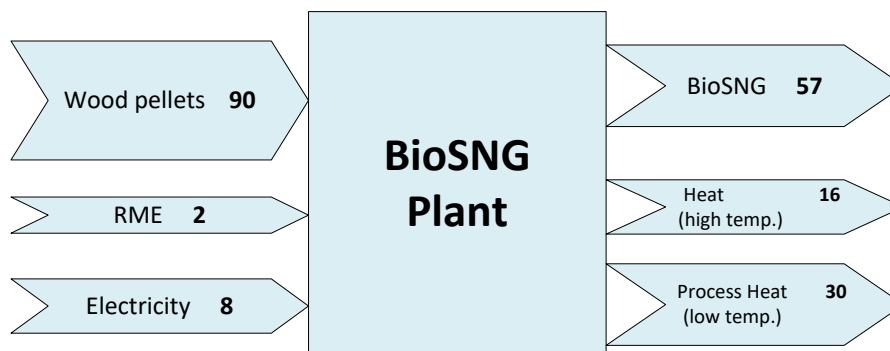 Wood pellets 90
RME 2
Electricity 8
BioSNG
Plant
BioSNG 57
Heat 16
(high temp.)
Process Heat 30
(low temp.)